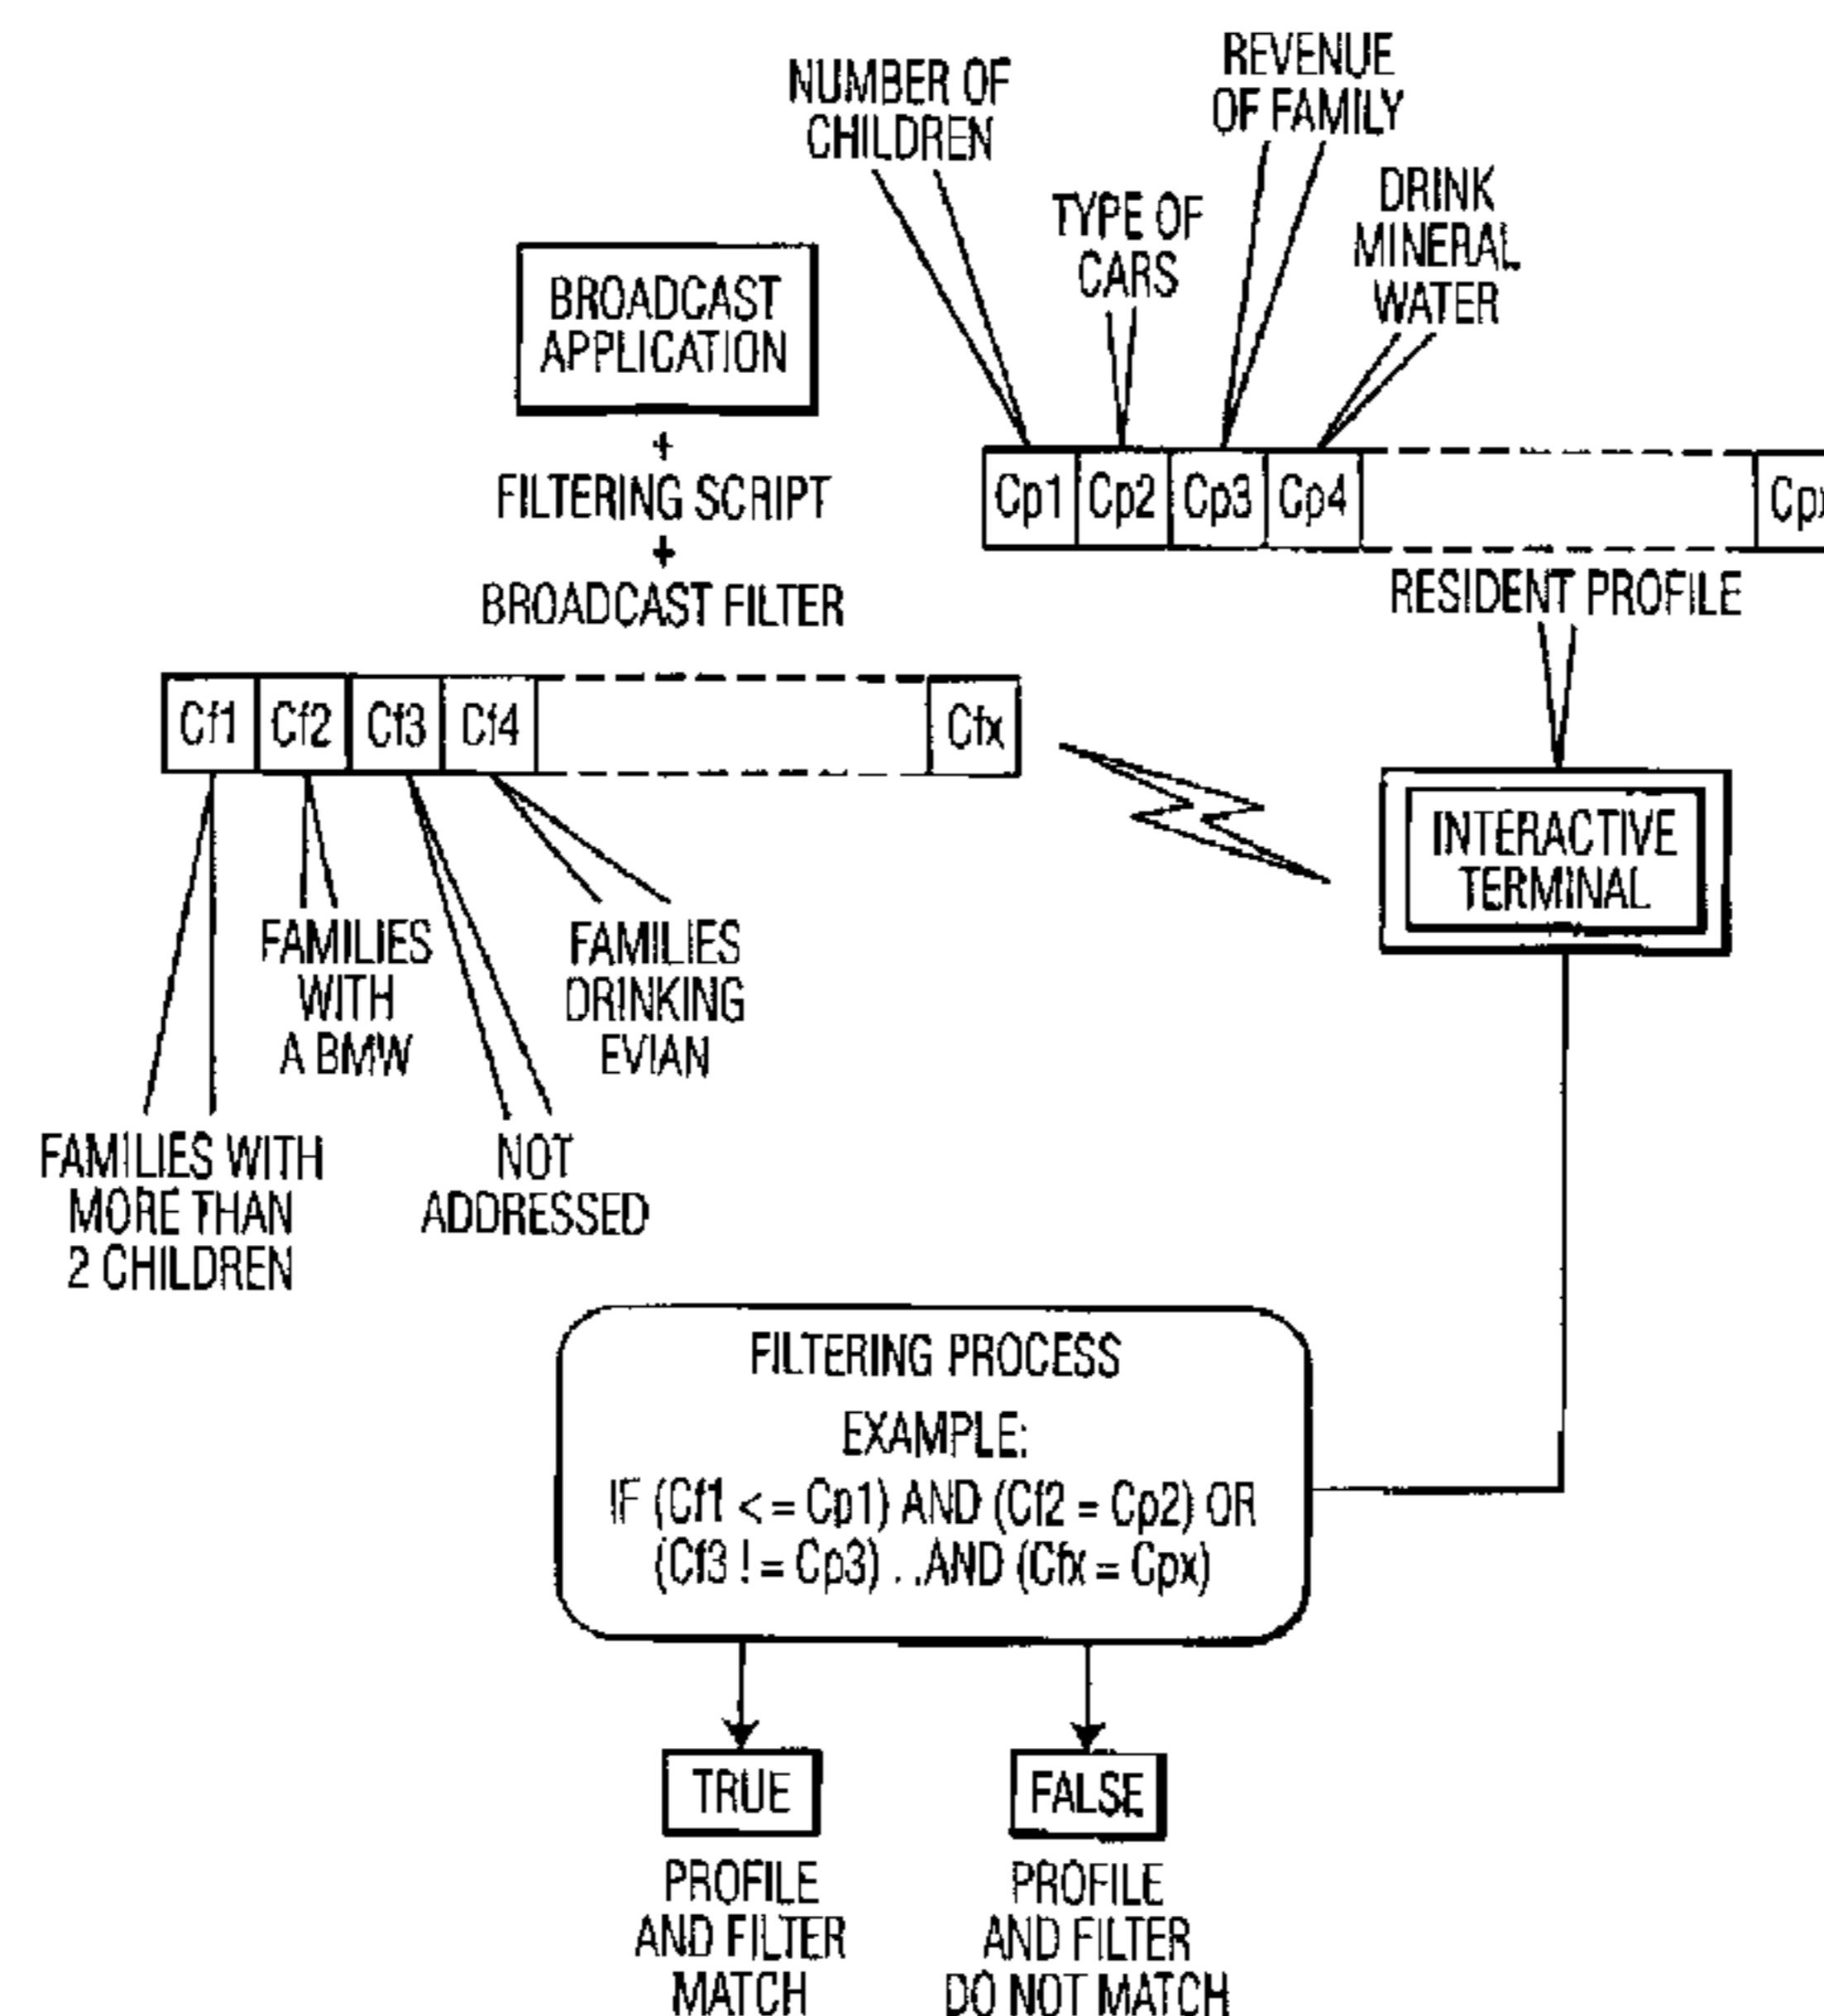 NUMBER OF
CHILDREN
REVENUE
OF FAMILY
TYPE OF
CARS
DRINK
MINERAL
WATER
BROADCAST
APPLICATION
+
FILTERING SCRIPT
+
BROADCAST FILTER
Cp1 Cp2 Cp3 Cp4 Cpx
RESIDENT PROFILE
Cf1 Cf2 Cf3 Cf4 Cfx
INTERACTIVE
TERMINAL
FAMILIES
WITH
A BMW
FAMILIES
DRINKING
EVIAN
FAMILIES WITH
MORE THAN
2 CHILDREN
NOT
ADDRESSED
FILTERING PROCESS
EXAMPLE:
IF (Cf1 < = Cp1) AND (Cf2 = Cp2) OR
(Cf3 ! = Cp3) . . AND (Cfx = Cpx)
TRUE
FALSE
PROFILE
AND FILTER
MATCH
PROFILE
AND FILTER
DO NOT MATCH